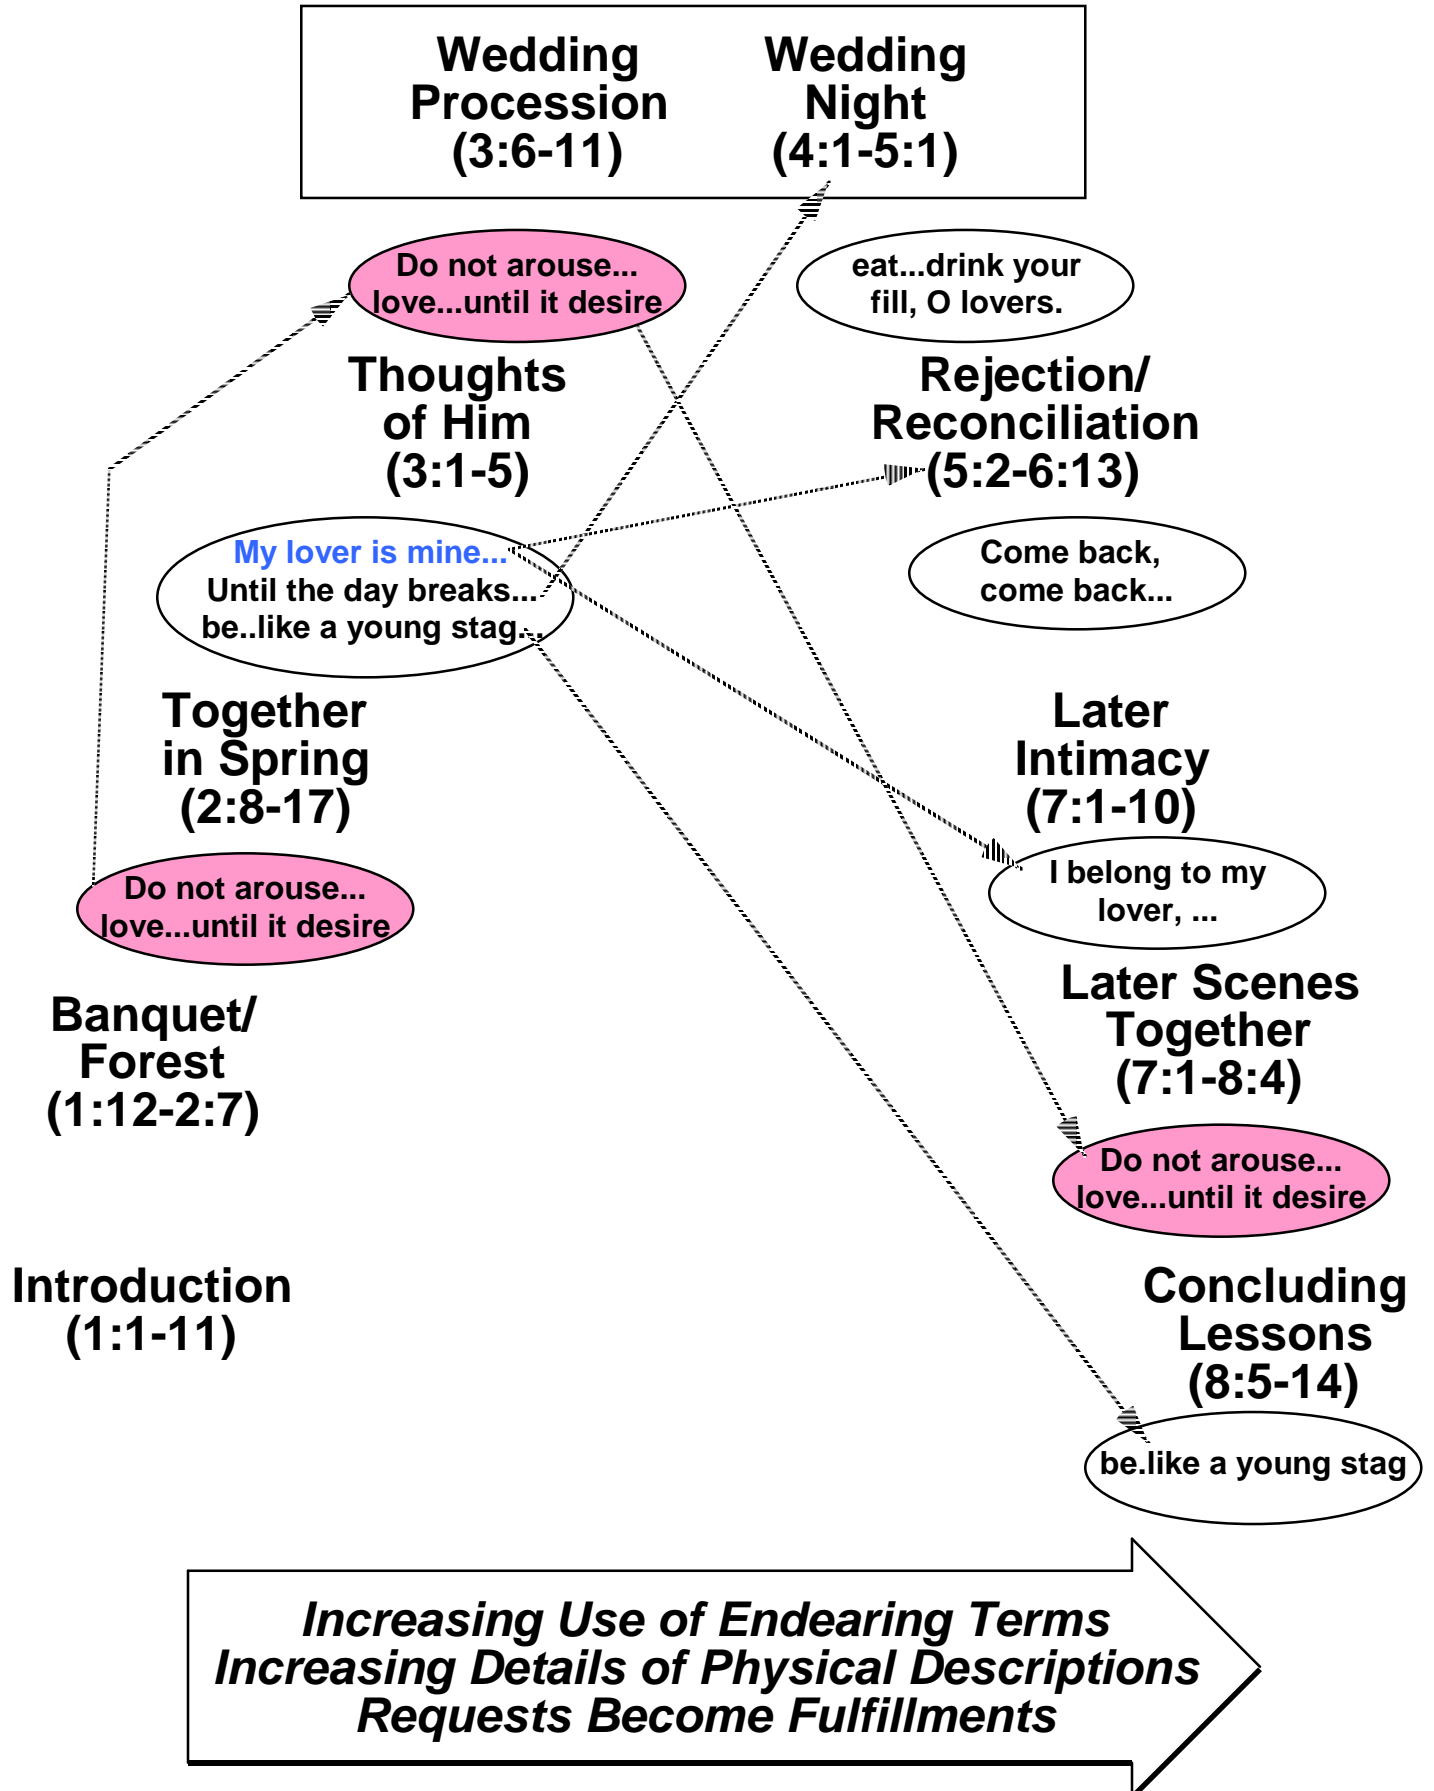 Wedding
Procession
(3:6-11)
Wedding
Night
(4:1-5:1)
Do not arouse...
love...until it desire
eat...drink your
fill, O lovers.
Thoughts
of Him
(3:1-5)
Rejection/
Reconciliation
(5:2-6:13)
My lover is mine...
Until the day breaks...
be..like a young stag...
Come back,
come back...
Together
in Spring
(2:8-17)
Later
Intimacy
(7:1-10)
Do not arouse...
love...until it desire
I belong to my
lover, ...
Banquet/
Forest
(1:12-2:7)
Later Scenes
Together
(7:1-8:4)
Do not arouse...
love...until it desire
Introduction
(1:1-11)
Concluding
Lessons
(8:5-14)
be.like a young stag
Increasing Use of Endearing Terms
Increasing Details of Physical Descriptions
Requests Become Fulfillments